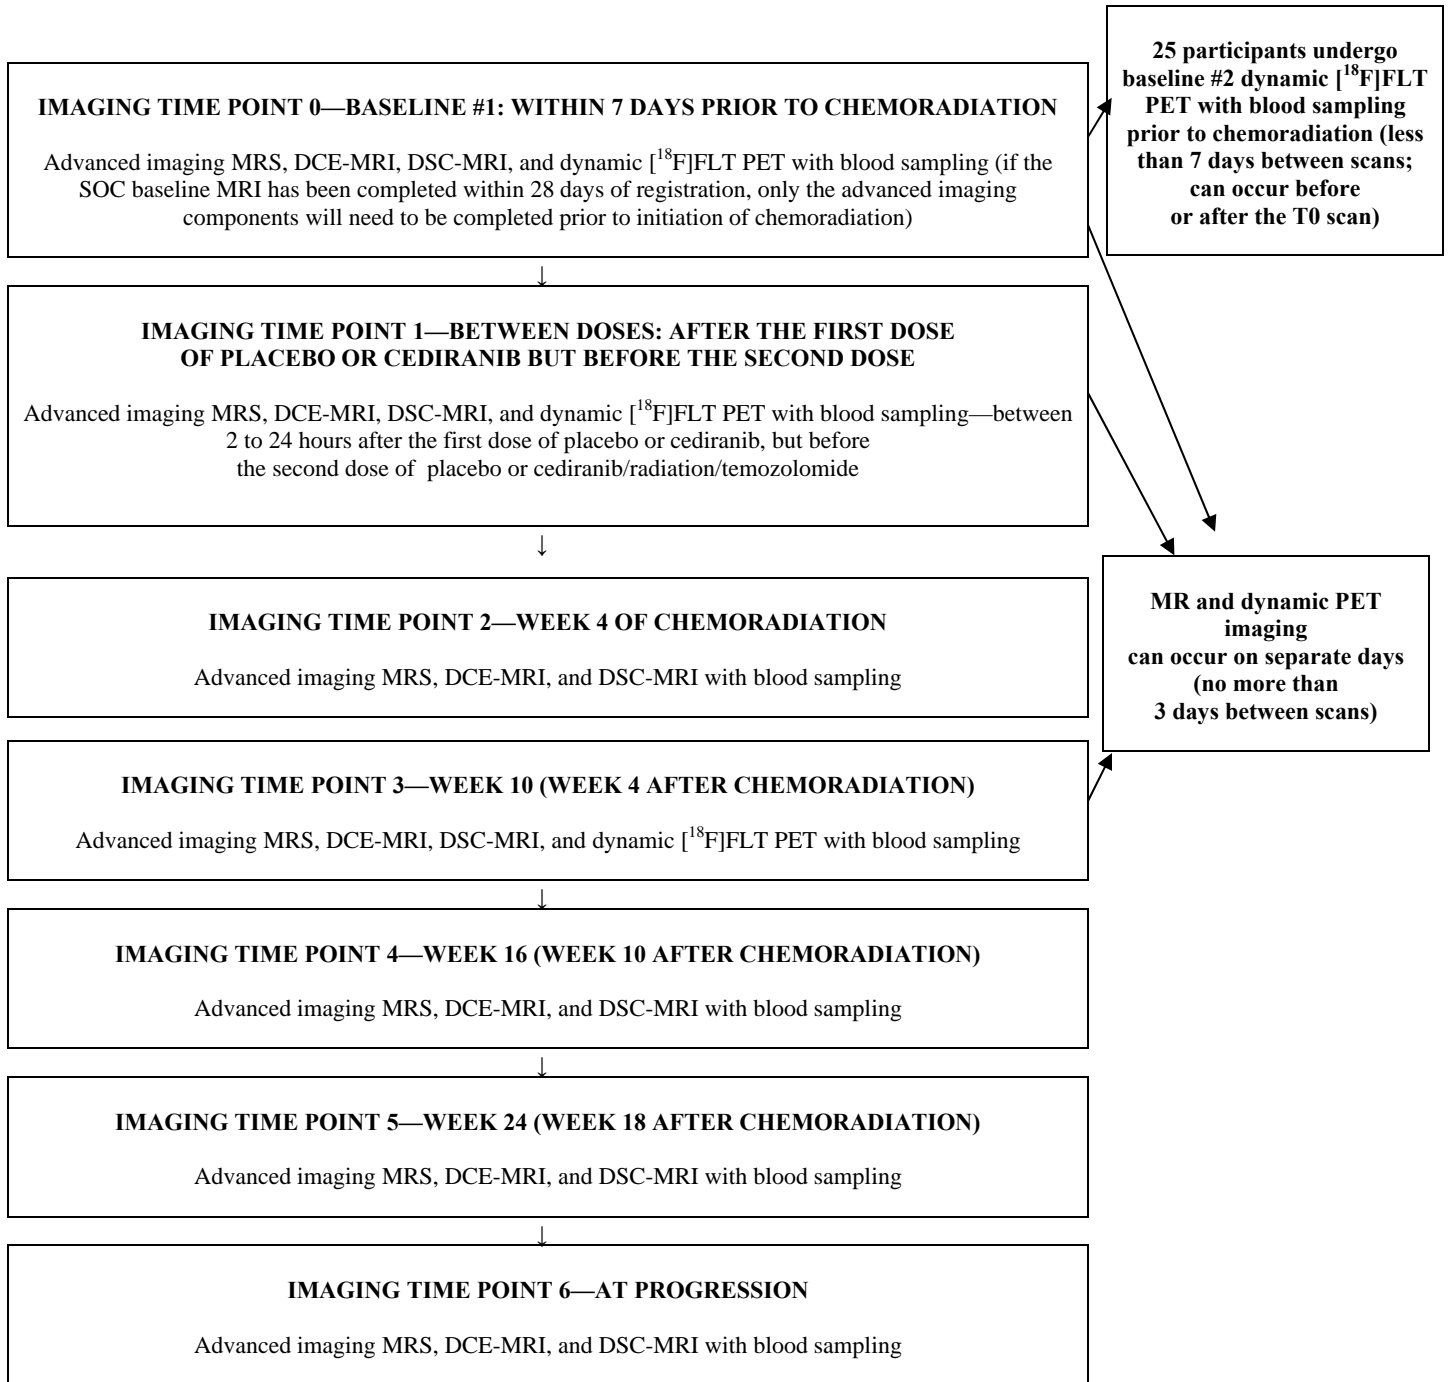 25 participants undergo
baseline #2 dynamic [18F]FLT
PET with blood sampling
prior to chemoradiation (less
than 7 days between scans;
can occur before
or after the T0 scan)
IMAGING TIME POINT 0—BASELINE #1: WITHIN 7 DAYS PRIOR TO CHEMORADIATION
Advanced imaging MRS, DCE-MRI, DSC-MRI, and dynamic [18F]FLT PET with blood sampling (if the
SOC baseline MRI has been completed within 28 days of registration, only the advanced imaging
components will need to be completed prior to initiation of chemoradiation)
↓
IMAGING TIME POINT 1—BETWEEN DOSES: AFTER THE FIRST DOSE
OF PLACEBO OR CEDIRANIB BUT BEFORE THE SECOND DOSE
Advanced imaging MRS, DCE-MRI, DSC-MRI, and dynamic [18F]FLT PET with blood sampling—between
2 to 24 hours after the first dose of placebo or cediranib, but before
the second dose of placebo or cediranib/radiation/temozolomide
↓
IMAGING TIME POINT 2—WEEK 4 OF CHEMORADIATION
Advanced imaging MRS, DCE-MRI, and DSC-MRI with blood sampling
MR and dynamic PET
imaging
can occur on separate days
(no more than
3 days between scans)
IMAGING TIME POINT 3—WEEK 10 (WEEK 4 AFTER CHEMORADIATION)
Advanced imaging MRS, DCE-MRI, DSC-MRI, and dynamic [18F]FLT PET with blood sampling
↓
IMAGING TIME POINT 4—WEEK 16 (WEEK 10 AFTER CHEMORADIATION)
Advanced imaging MRS, DCE-MRI, and DSC-MRI with blood sampling
↓
IMAGING TIME POINT 5—WEEK 24 (WEEK 18 AFTER CHEMORADIATION)
Advanced imaging MRS, DCE-MRI, and DSC-MRI with blood sampling
↓
IMAGING TIME POINT 6—AT PROGRESSION
Advanced imaging MRS, DCE-MRI, and DSC-MRI with blood sampling